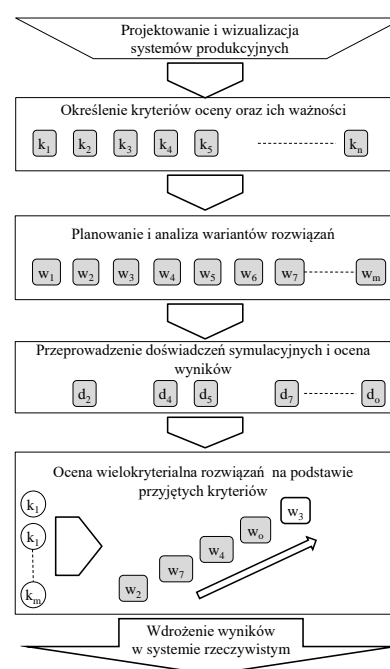 Projektowanie i wizualizacja
systemów produkcyjnych
Określenie kryteriów oceny oraz ich ważności
k1 k2 k3 k4 k5 kn
Planowanie i analiza wariantów rozwiązań
w1 w2 w3 w4 w5 w6 w7 wm
Przeprowadzenie doświadczeń symulacyjnych i ocena
wyników
d2 d4 d5 d7 do
Ocena wielokryterialna rozwiązań na podstawie
przyjętych kryteriów
k1
k1
km
w2
w7
w4
wo
w3
Wdrożenie wyników
w systemie rzeczywistym